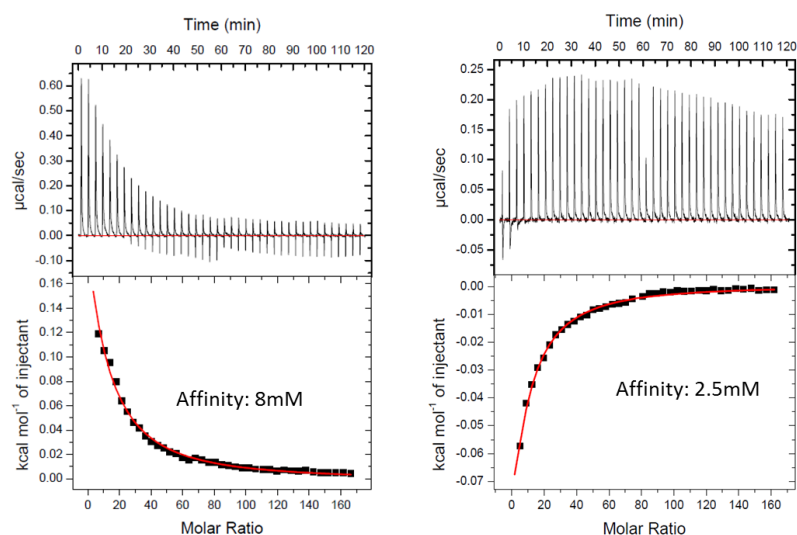 Time (min)
0 10 20 30 40 50 60 70 80 90 100 110 120
0.60
0.50
0.40
0.30
0.20
0.10
0.00
-0.10
µcal/sec
0.16
0.14
0.12
0.10
0.08
0.06
0.04
0.02
0.00
kcal mol⁻¹ of injectant
Affinity: 8mM
0 20 40 60 80 100 120 140 160
Molar Ratio
Time (min)
0 10 20 30 40 50 60 70 80 90 100 110 120
0.25
0.20
0.15
0.10
0.05
0.00
-0.05
µcal/sec
0.00
-0.01
-0.02
-0.03
-0.04
-0.05
-0.06
-0.07
kcal mol⁻¹ of injectant
Affinity: 2.5mM
0 20 40 60 80 100 120 140 160
Molar Ratio